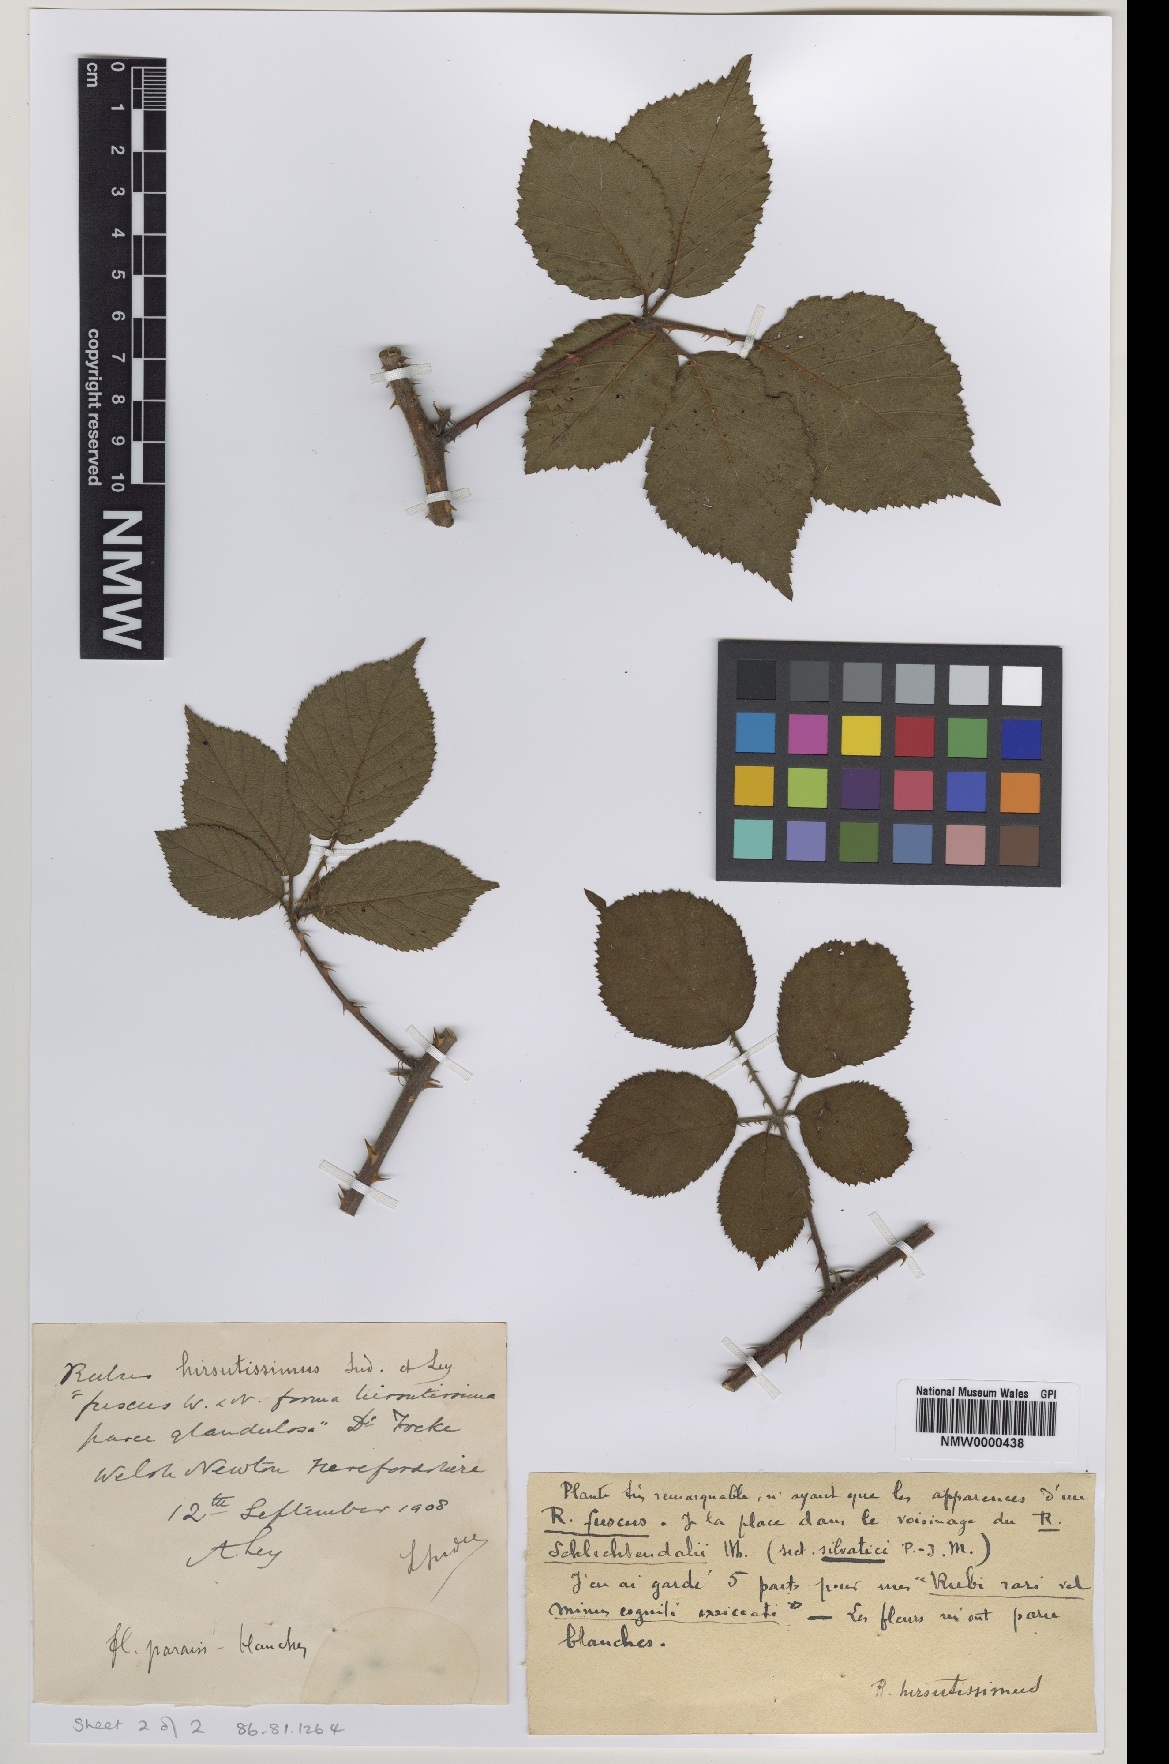 cm
0
1
2
3
4
5
6
7
8
9
10
copyright reserved
NMW
Rubus hirsutissimus Sud. et Ley
"fuscus W. & N. forma hirsutissima
parce glandulosa" Dr Focke
Welsh Newton Herefordshire
12th September 1908
A Ley
Sudre
fl. parais- blanches
Sheet 2 of 2 86.81.1264
National Museum Wales GPI
NMW0000438
Plante très remarquable, n'ayant que les apparences d'un
R. fuscus. Je la place dans le voisinage du R.
Schlechtendalii Wh. (sect. silvatici P.-J. M.)
J'en ai gardé 5 parts pour mes "Rubi rari vel
minus cogniti exsiccati" — Les fleurs m'ont paru
blanches.
R. hirsutissimus